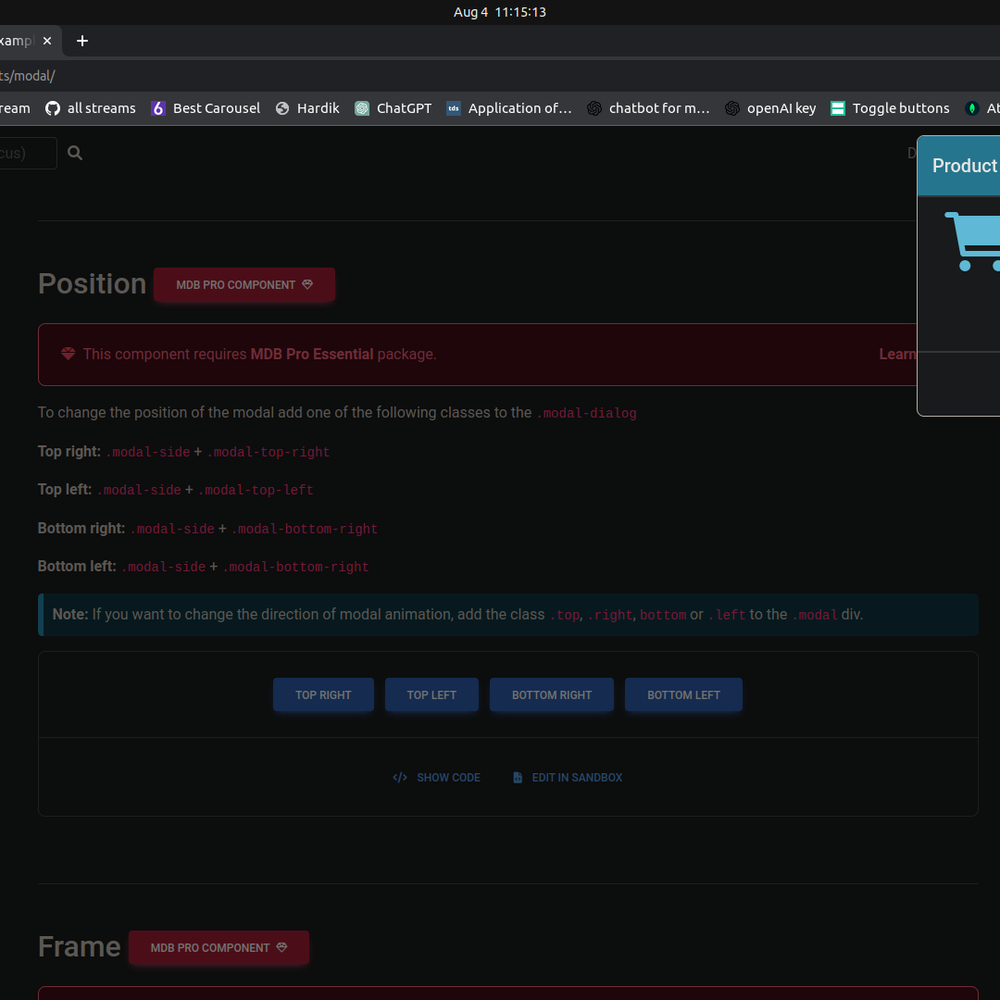 Aug 4 11:15:13
xamp
ts/modal/
ream all streams Best Carousel Hardik ChatGPT tds Application of… chatbot for m… openAI key Toggle buttons At
cus) D
Product
Position MDB PRO COMPONENT
This component requires MDB Pro Essential package. Learn
To change the position of the modal add one of the following classes to the .modal-dialog
Top right: .modal-side + .modal-top-right
Top left: .modal-side + .modal-top-left
Bottom right: .modal-side + .modal-bottom-right
Bottom left: .modal-side + .modal-bottom-right
Note: If you want to change the direction of modal animation, add the class .top, .right, bottom or .left to the .modal div.
TOP RIGHT TOP LEFT BOTTOM RIGHT BOTTOM LEFT
</> SHOW CODE EDIT IN SANDBOX
Frame MDB PRO COMPONENT